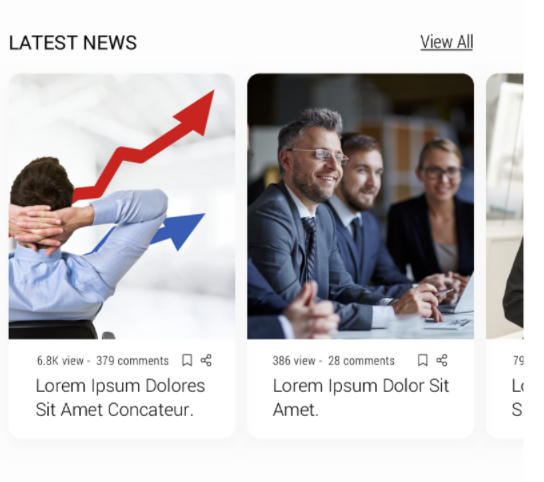 LATEST NEWS
View All
6.8K view - 379 comments
Lorem Ipsum Dolores
Sit Amet Concateur.
386 view - 28 comments
Lorem Ipsum Dolor Sit
Amet.
79